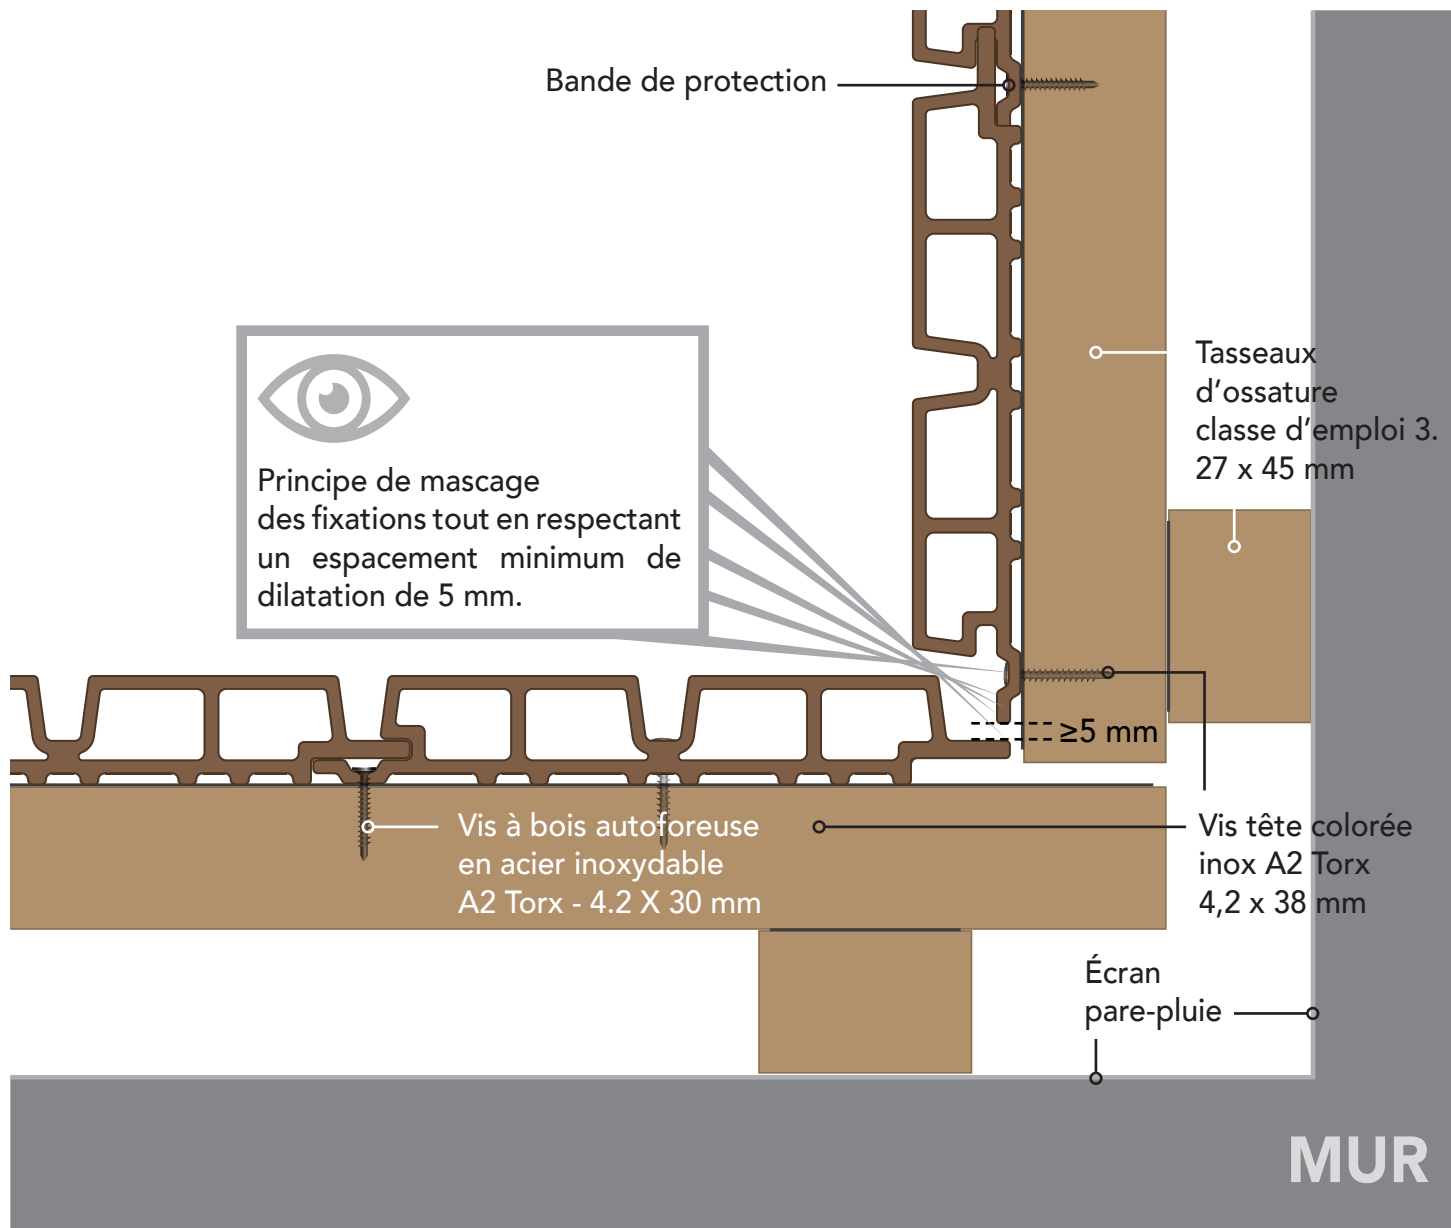 Bande de protection
Tasseaux
d’ossature
classe d’emploi 3.
27 x 45 mm
Principe de mascage
des fixations tout en respectant
un espacement minimum de
dilatation de 5 mm.
≥5 mm
Vis à bois autoforeuse
en acier inoxydable
A2 Torx - 4.2 X 30 mm
Vis tête colorée
inox A2 Torx
4,2 x 38 mm
Écran
pare-pluie
MUR